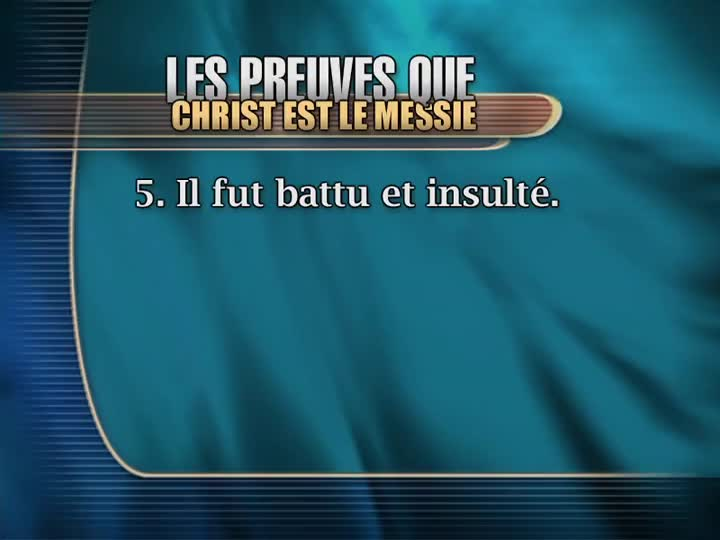 LES PREUVES QUE
CHRIST EST LE MESSIE
5. Il fut battu et insulté.